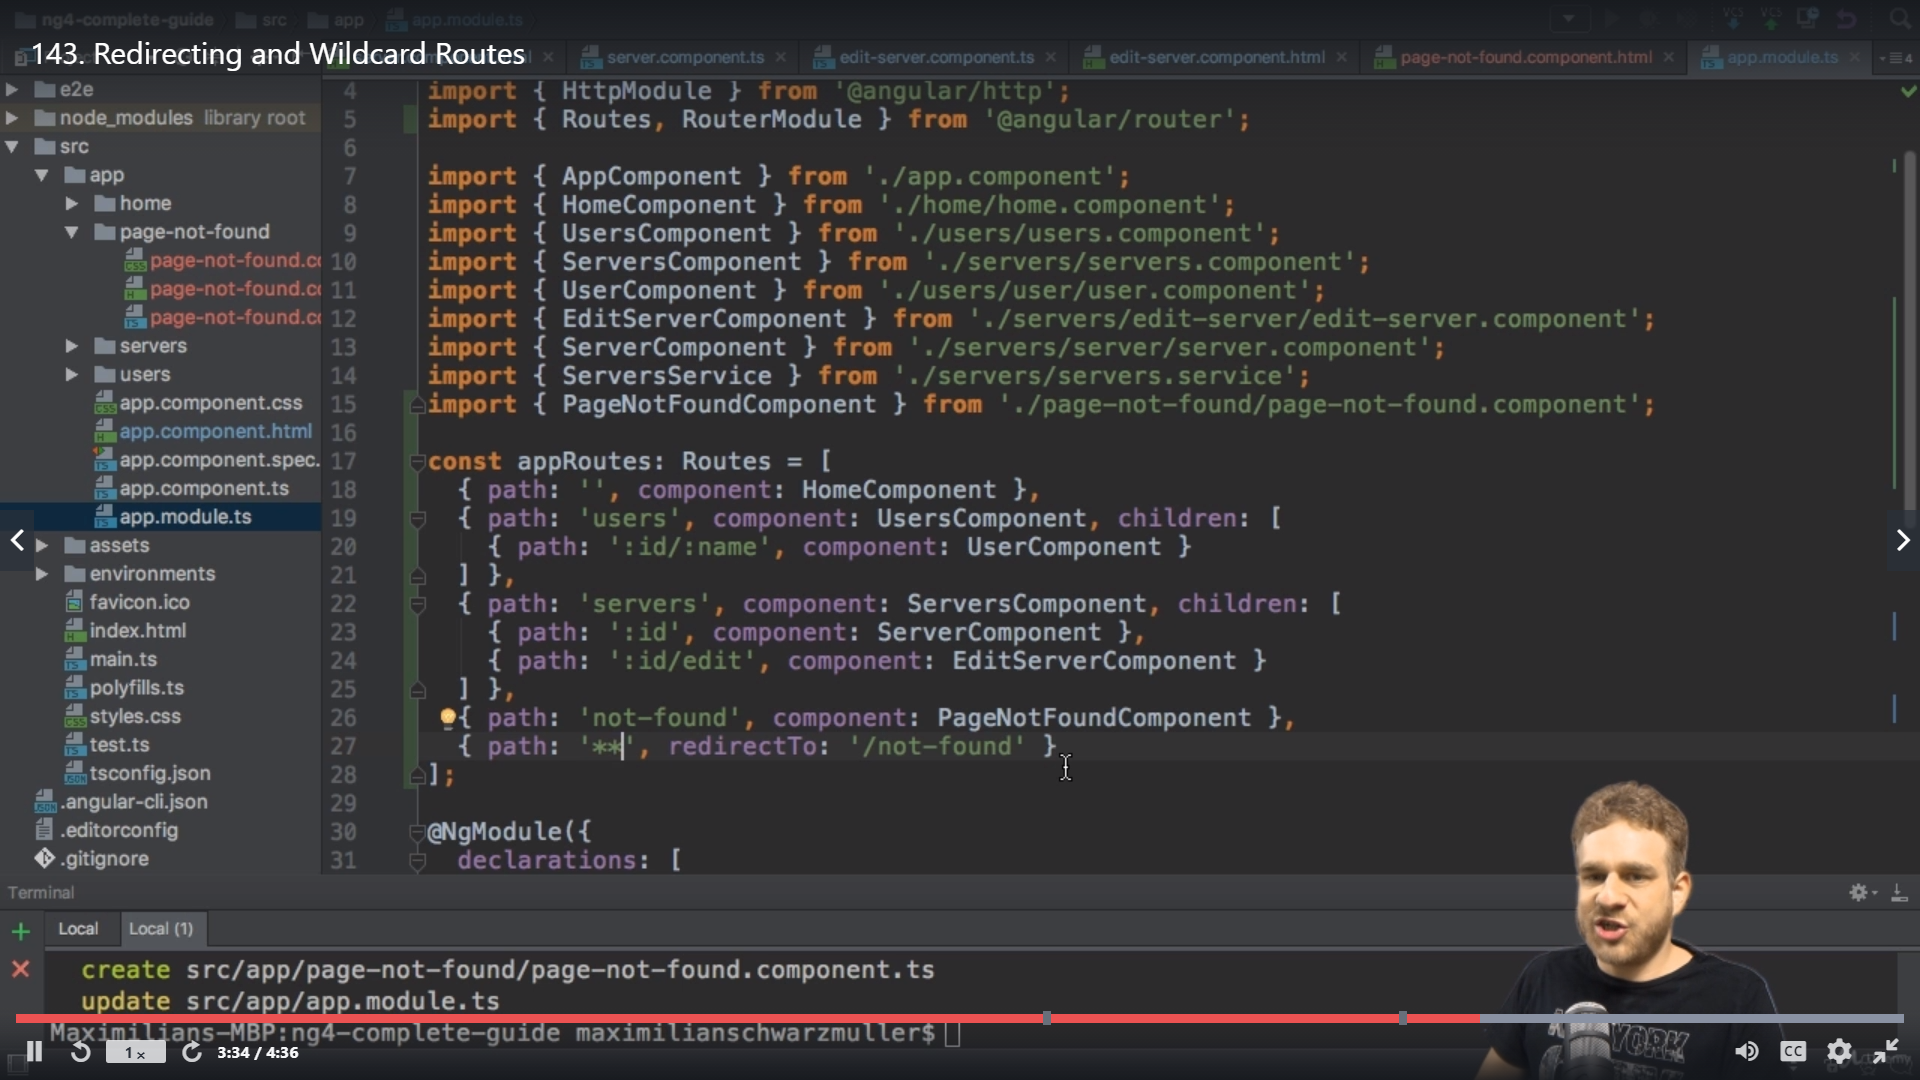 ng4-complete-guide src app app.module.ts
143. Redirecting and Wildcard Routes
server.component.ts
edit-server.component.ts
edit-server.component.html
page-not-found.component.html
app.module.ts
4
e2e
node_modules library root
src
app
home
page-not-found
page-not-found.co
page-not-found.co
page-not-found.co
servers
users
app.component.css
app.component.html
app.component.spec.
app.component.ts
app.module.ts
assets
environments
favicon.ico
index.html
main.ts
polyfills.ts
styles.css
test.ts
tsconfig.json
.angular-cli.json
.editorconfig
.gitignore
4 import { HttpModule } from '@angular/http';
5 import { Routes, RouterModule } from '@angular/router';
6
7 import { AppComponent } from './app.component';
8 import { HomeComponent } from './home/home.component';
9 import { UsersComponent } from './users/users.component';
10 import { ServersComponent } from './servers/servers.component';
11 import { UserComponent } from './users/user/user.component';
12 import { EditServerComponent } from './servers/edit-server/edit-server.component';
13 import { ServerComponent } from './servers/server/server.component';
14 import { ServersService } from './servers/servers.service';
15 import { PageNotFoundComponent } from './page-not-found/page-not-found.component';
16
17 const appRoutes: Routes = [
18 { path: '', component: HomeComponent },
19 { path: 'users', component: UsersComponent, children: [
20 { path: ':id/:name', component: UserComponent }
21 ] },
22 { path: 'servers', component: ServersComponent, children: [
23 { path: ':id', component: ServerComponent },
24 { path: ':id/edit', component: EditServerComponent }
25 ] },
26 { path: 'not-found', component: PageNotFoundComponent },
27 { path: '**', redirectTo: '/not-found' }
28 ];
29
30 @NgModule({
31 declarations: [
Terminal
Local Local (1)
create src/app/page-not-found/page-not-found.component.ts
update src/app/app.module.ts
Maximilians-MBP:ng4-complete-guide maximilianschwarzmuller$
1 x
3:34 / 4:36
CC
YORK